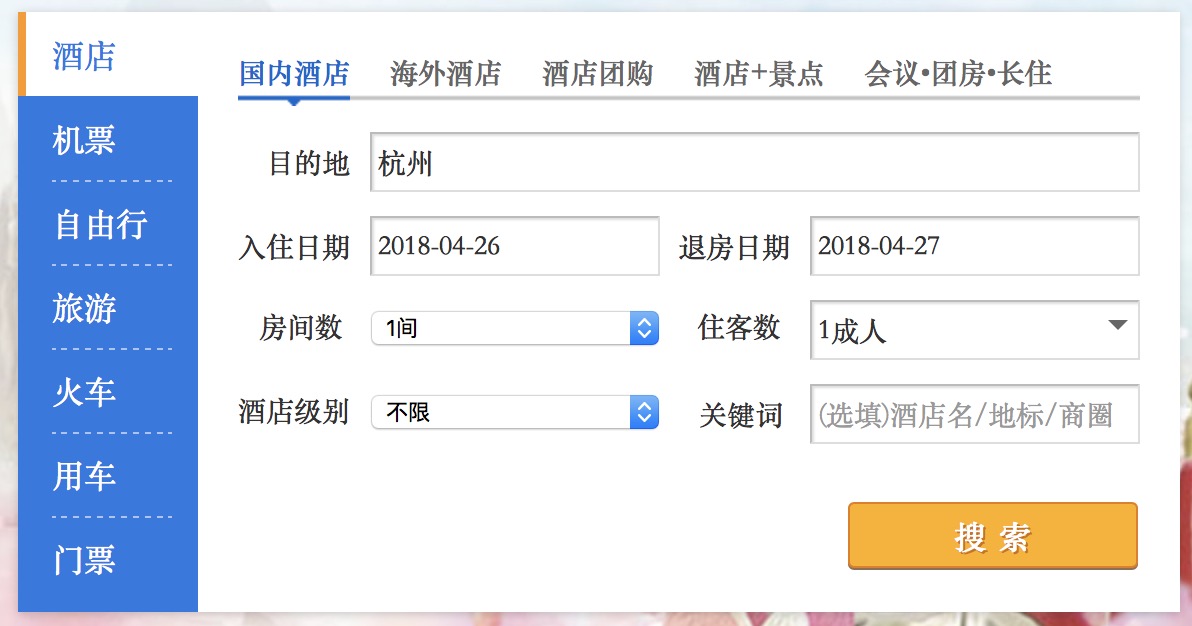 酒店
机票
自由行
旅游
火车
用车
门票
国内酒店 海外酒店 酒店团购 酒店+景点 会议•团房•长住
目的地 杭州
入住日期 2018-04-26 退房日期 2018-04-27
房间数 1间 住客数 1成人
酒店级别 不限 关键词 (选填)酒店名/地标/商圈
搜 索